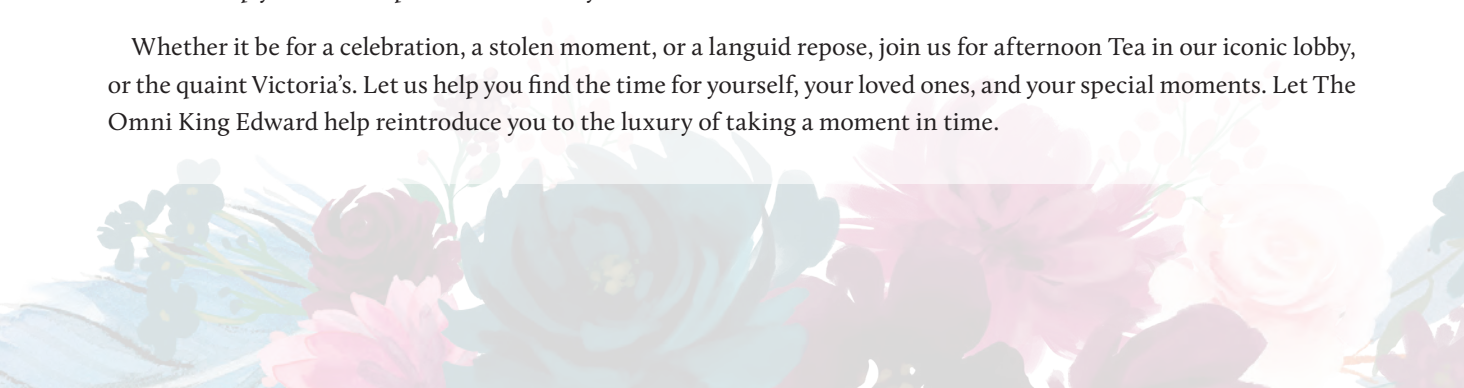 Whether it be for a celebration, a stolen moment, or a languid repose, join us for afternoon Tea in our iconic lobby,
or the quaint Victoria’s. Let us help you find the time for yourself, your loved ones, and your special moments. Let The
Omni King Edward help reintroduce you to the luxury of taking a moment in time.